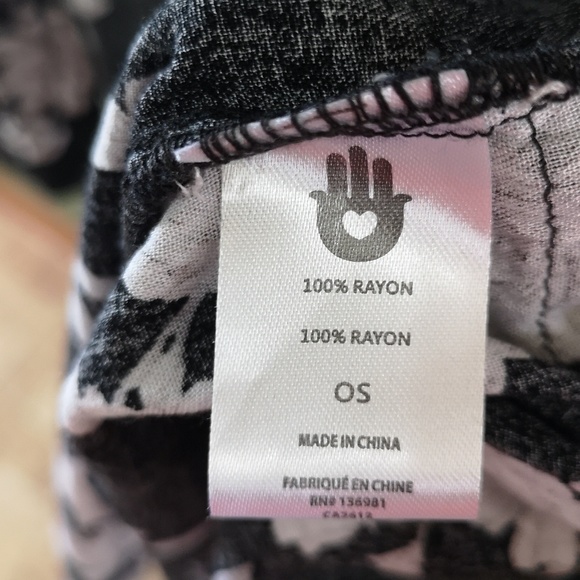 100% RAYON
100% RAYON
OS
MADE IN CHINA
FABRIQUÉ EN CHINE
RN# 136981